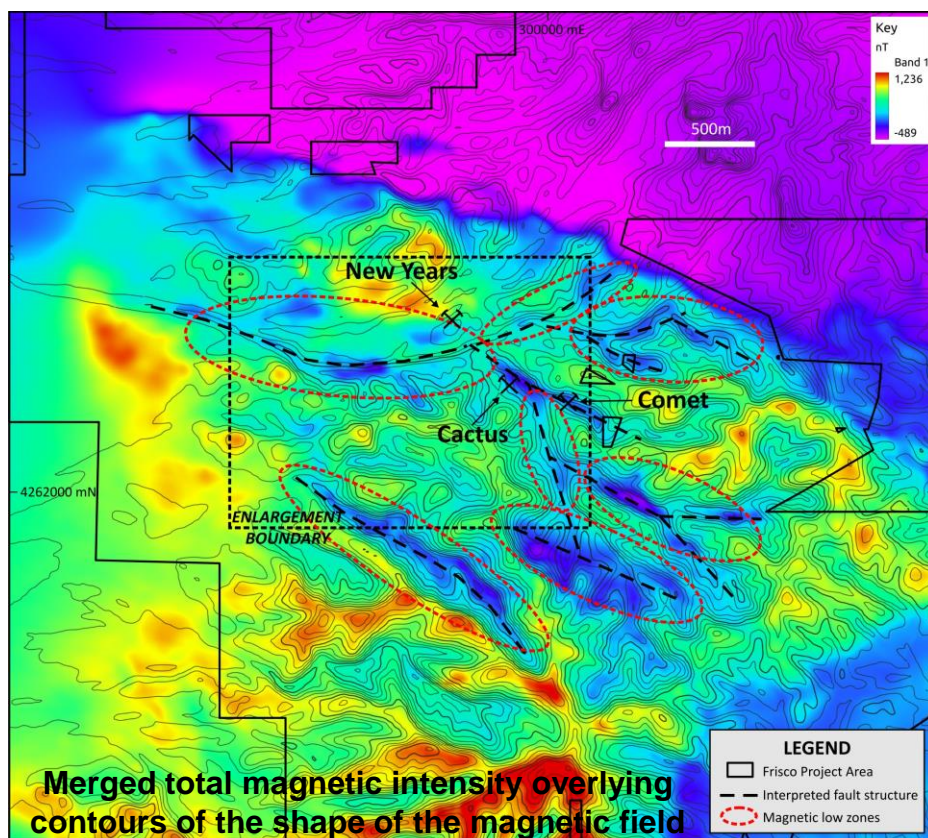 300000 mE
Key
nT
Band 1
1,236
-489
500m
New Years
Comet
Cactus
4262000 mN
ENLARGEMENT
BOUNDARY
LEGEND
Frisco Project Area
Interpreted fault structure
Magnetic low zones
Merged total magnetic intensity overlying
contours of the shape of the magnetic field